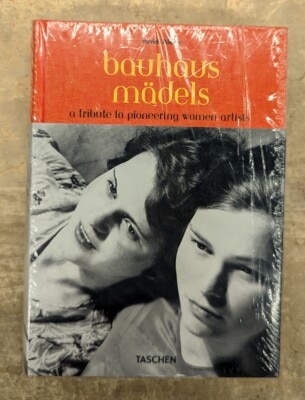 bauhaus
mädels
a tribute to pioneering women artists
TASCHEN